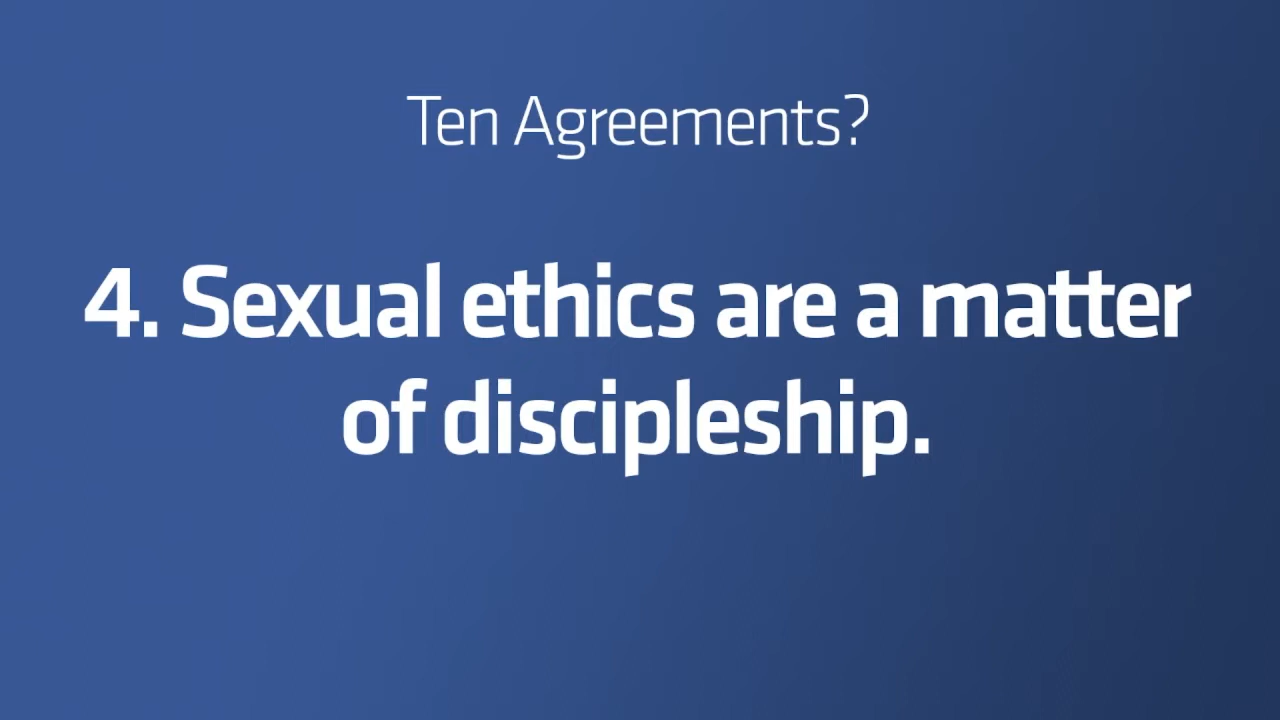 Ten Agreements?
4. Sexual ethics are a matter
of discipleship.